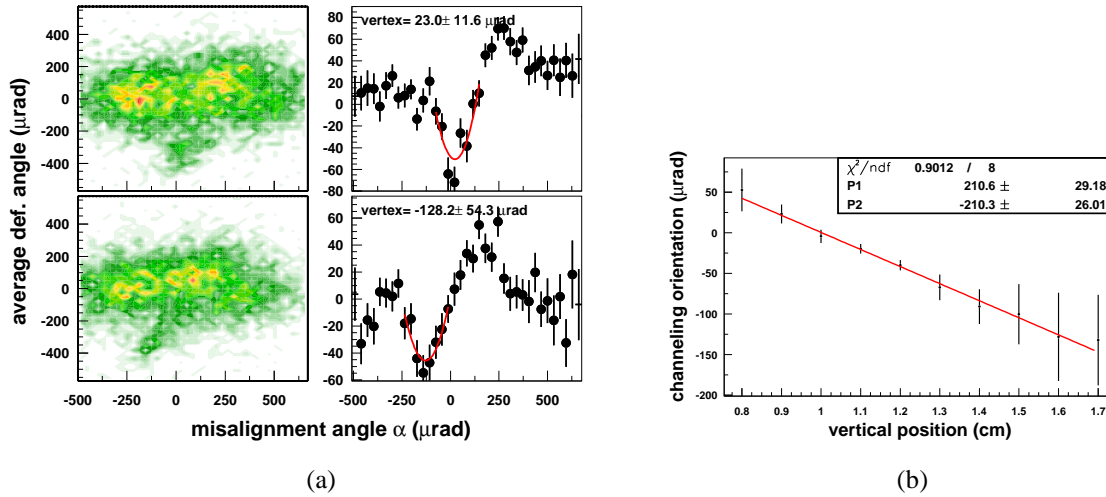 vertex= 23.0± 11.6 μrad
400
200
0
-200
-400
80
60
40
20
0
-20
-40
-60
-80
average def. angle (μrad)
vertex= -128.2± 54.3 μrad
400
200
0
-200
-400
60
40
20
0
-20
-40
-60
-500 -250 0 250 500
-500 -250 0 250 500
misalignment angle α (μrad)
(a)
χ²/ndf 0.9012 / 8
P1 210.6 ± 29.18
P2 -210.3 ± 26.01
channeling orientation (μrad)
50
0
-50
-100
-150
-200
0.8 0.9 1 1.1 1.2 1.3 1.4 1.5 1.6 1.7
vertical position (cm)
(b)